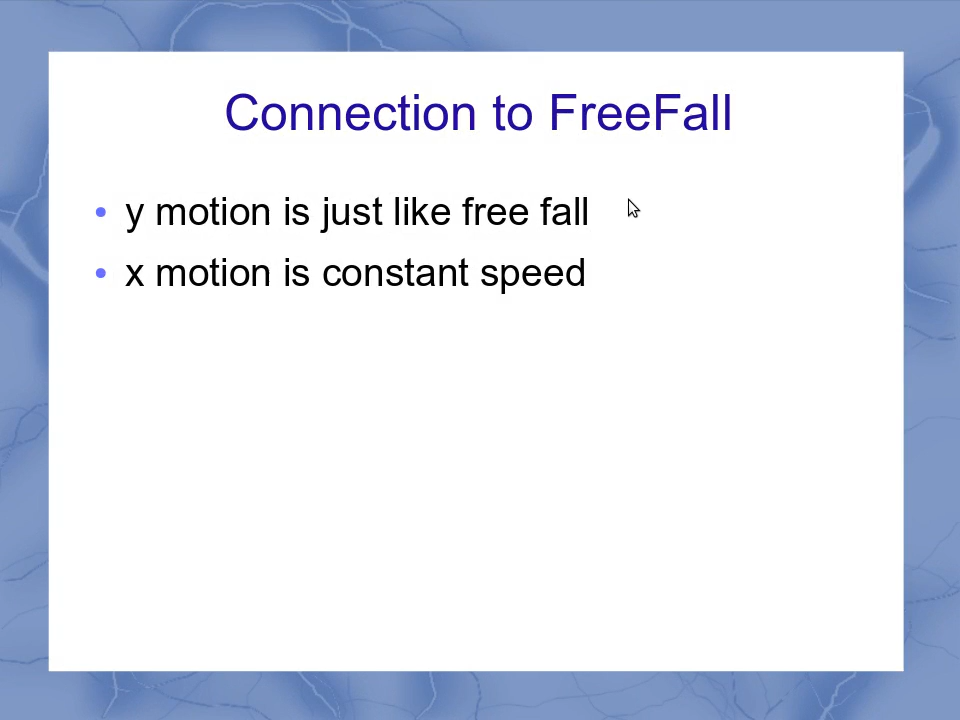 Connection to FreeFall
• y motion is just like free fall
• x motion is constant speed